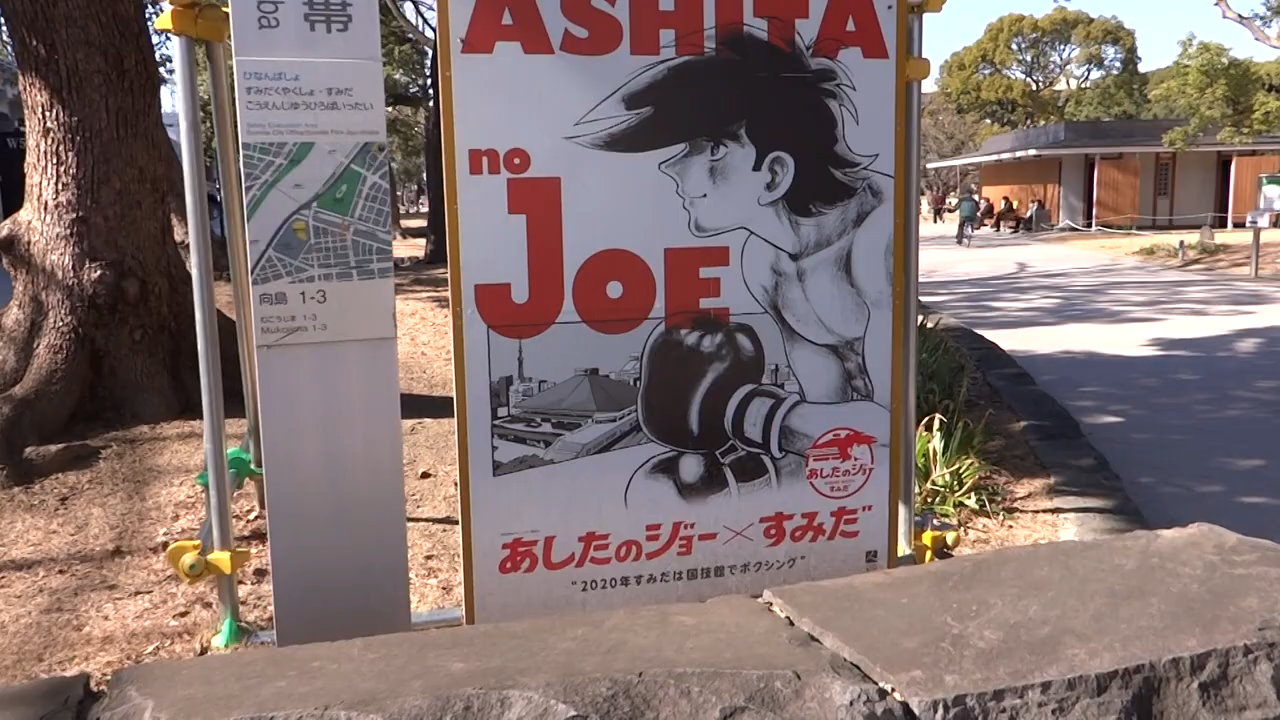 ba
帯
ひなんばしょ
すみだくやくしょ・すみだ
こうえんじゆうひろばいったい
向島 1-3
むこうじま 1-3
Mukojima 1-3
ASHITA
no
JOE
あしたのジョー
すみだ
あしたのジョー×すみだ
"2020年すみだは国技館でボクシング"